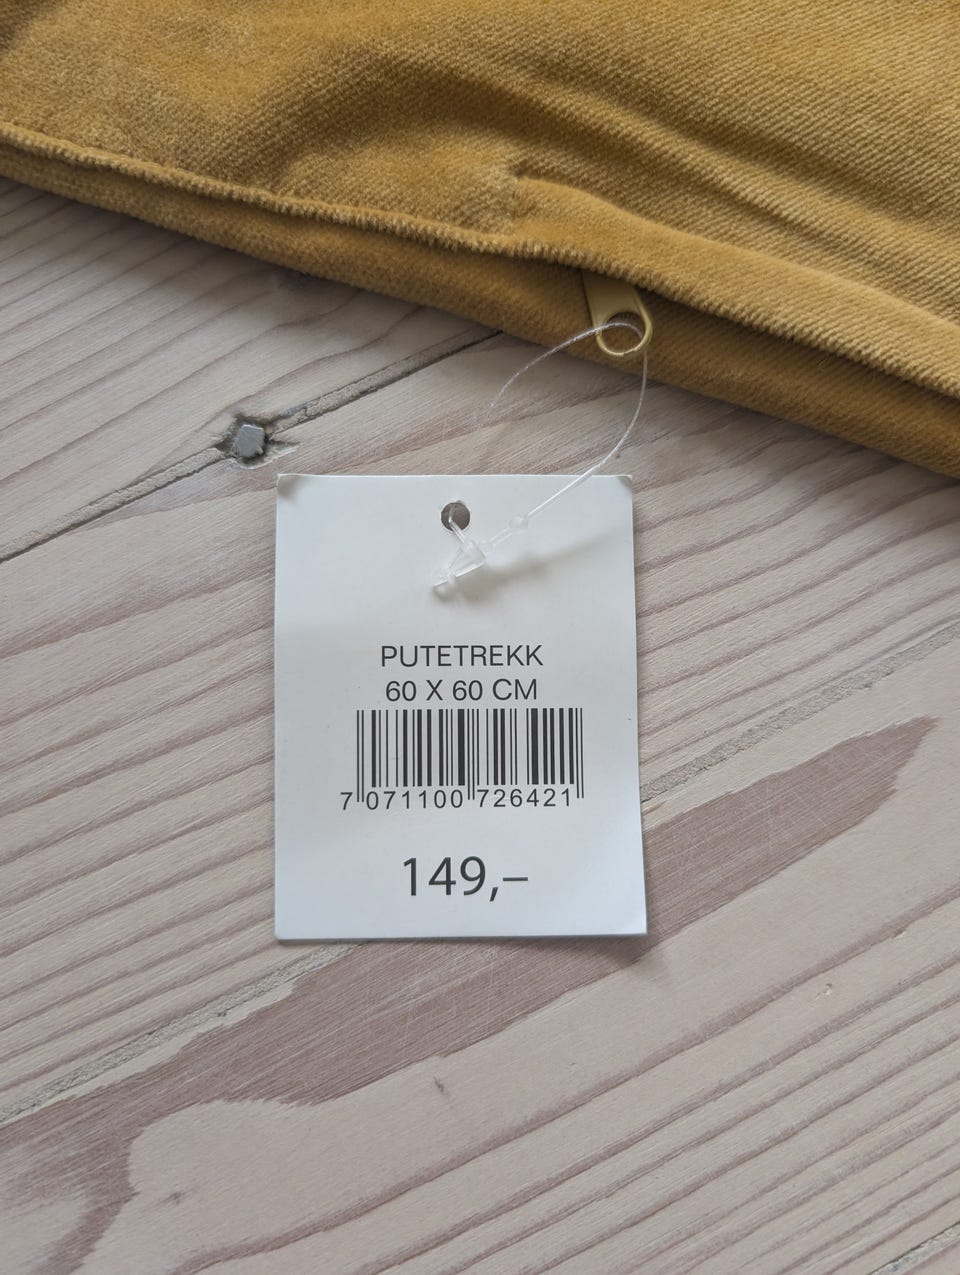 PUTETREKK
60 X 60 CM
7 071100 726421
149,–